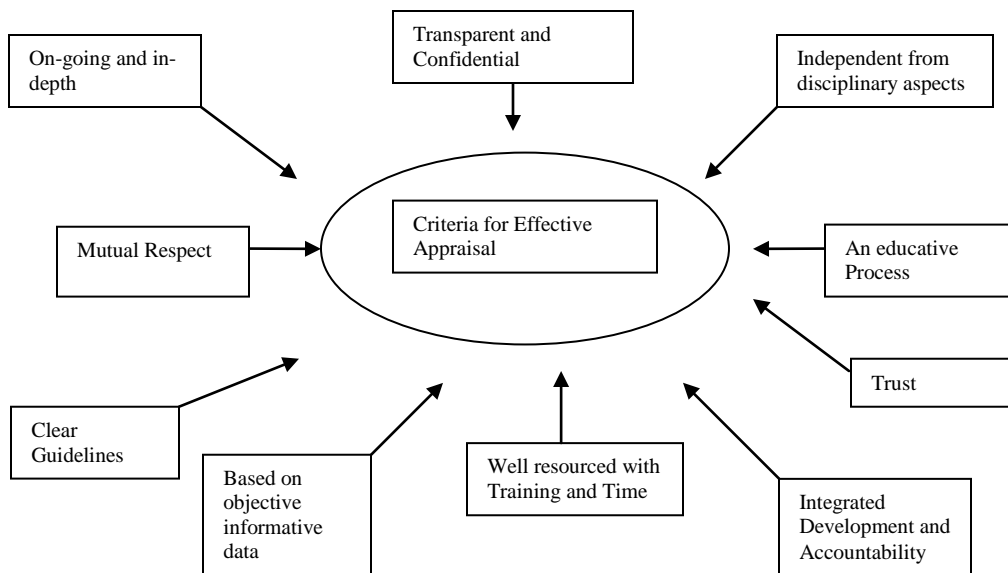 Transparent and
Confidential
On-going and in-
depth
Independent from
disciplinary aspects
Criteria for Effective
Appraisal
Mutual Respect
An educative
Process
Trust
Clear
Guidelines
Based on
objective
informative
data
Well resourced with
Training and Time
Integrated
Development and
Accountability